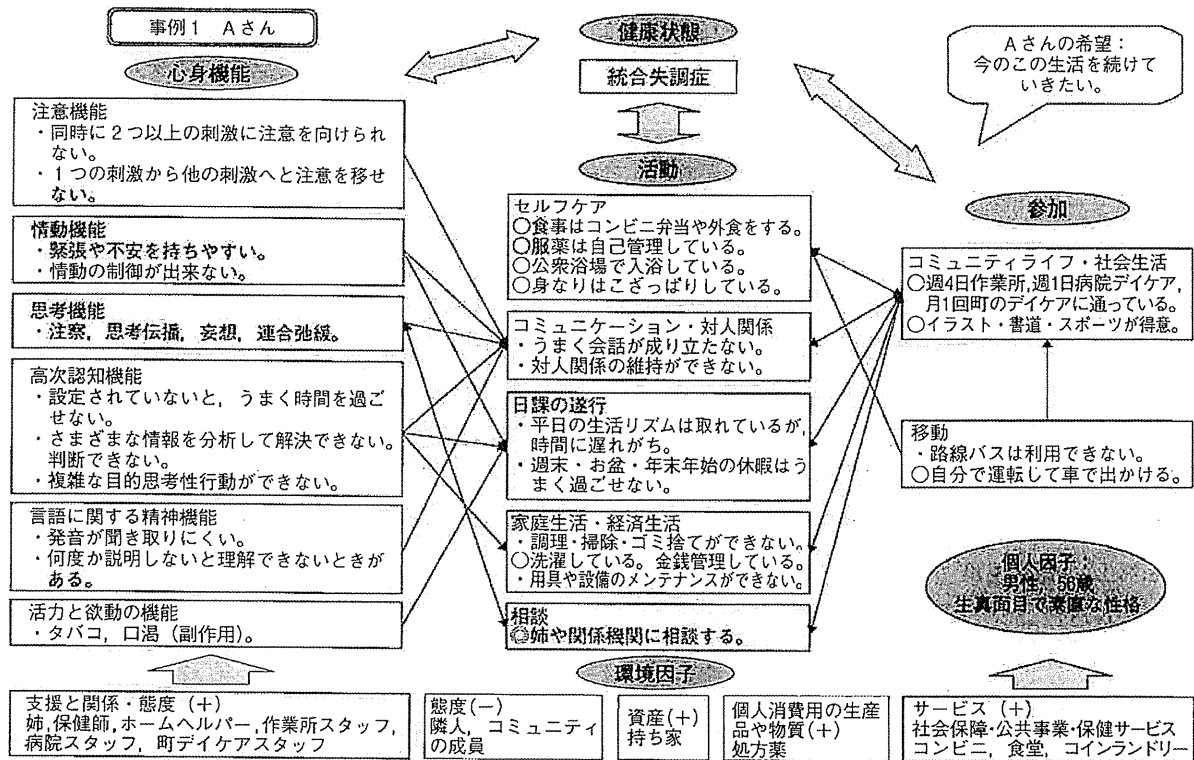 事例1 Aさん
心身機能
注意機能
・同時に2つ以上の刺激に注意を向けられ
ない。
・1つの刺激から他の刺激へと注意を移せ
ない。
情動機能
・緊張や不安を持ちやすい。
・情動の制御が出来ない。
思考機能
・注察，思考伝播，妄想，連合弛緩。
高次認知機能
・設定されていないと，うまく時間を過ご
せない。
・さまざまな情報を分析して解決できない。
判断できない。
・複雑な目的思考性行動ができない。
言語に関する精神機能
・発音が聞き取りにくい。
・何度か説明しないと理解できないときが
ある。
活力と欲動の機能
・タバコ，口渇（副作用）。
健康状態
統合失調症
活動
セルフケア
○食事はコンビニ弁当や外食をする。
○服薬は自己管理している。
○公衆浴場で入浴している。
○身なりはこざっぱりしている。
コミュニケーション・対人関係
・うまく会話が成り立たない。
・対人関係の維持ができない。
日課の遂行
・平日の生活リズムは取れているが，
時間に遅れがち。
・週末・お盆・年末年始の休暇はう
まく過ごせない。
家庭生活・経済生活
・調理・掃除・ゴミ捨てができない。
○洗濯している。金銭管理している。
・用具や設備のメンテナンスができない。
相談
◎姉や関係機関に相談する。
Aさんの希望：
今のこの生活を続けて
いきたい。
参加
コミュニティライフ・社会生活
○週4日作業所，週1日病院デイケア，
月1回町のデイケアに通っている。
○イラスト・書道・スポーツが得意。
移動
・路線バスは利用できない。
○自分で運転して車で出かける。
個人因子：
男性，56歳
生真面目で素直な性格
環境因子
支援と関係・態度（+）
姉，保健師，ホームヘルパー，作業所スタッフ，
病院スタッフ，町デイケアスタッフ
態度（−）
隣人，コミュニティ
の成員
資産（+）
持ち家
個人消費用の生産
品や物質（+）
処方薬
サービス（+）
社会保障・公共事業・保健サービス
コンビニ，食堂，コインランドリー